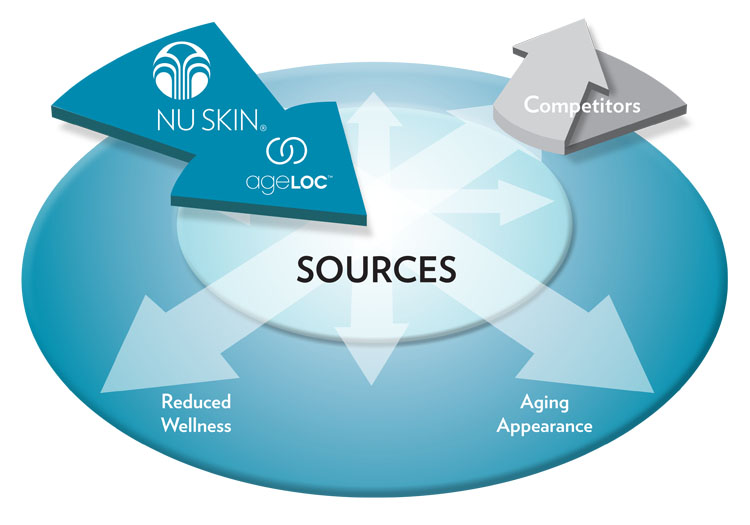 NU SKIN®
ageLOC™
Competitors
SOURCES
Reduced
Wellness
Aging
Appearance